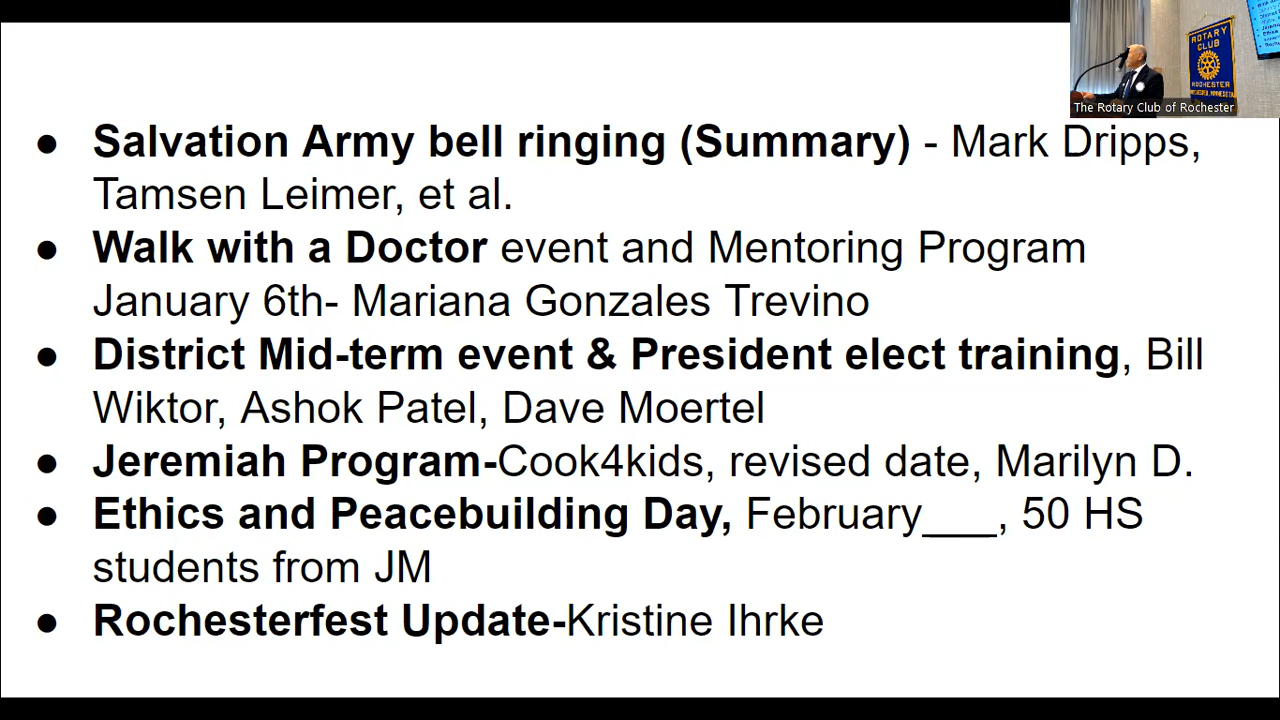 ROTARY
CLUB
ROCHESTER
The Rotary Club of Rochester
● Salvation Army bell ringing (Summary) - Mark Dripps,
Tamsen Leimer, et al.
● Walk with a Doctor event and Mentoring Program
January 6th- Mariana Gonzales Trevino
● District Mid-term event & President elect training, Bill
Wiktor, Ashok Patel, Dave Moertel
● Jeremiah Program-Cook4kids, revised date, Marilyn D.
● Ethics and Peacebuilding Day, February___, 50 HS
students from JM
● Rochesterfest Update-Kristine Ihrke